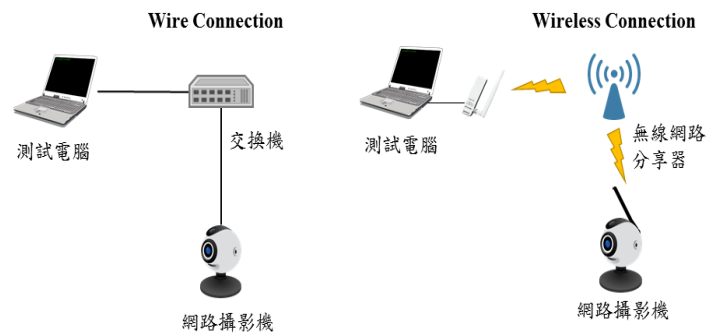 Wire Connection
測試電腦
交換機
網路攝影機
Wireless Connection
測試電腦
無線網路
分享器
網路攝影機